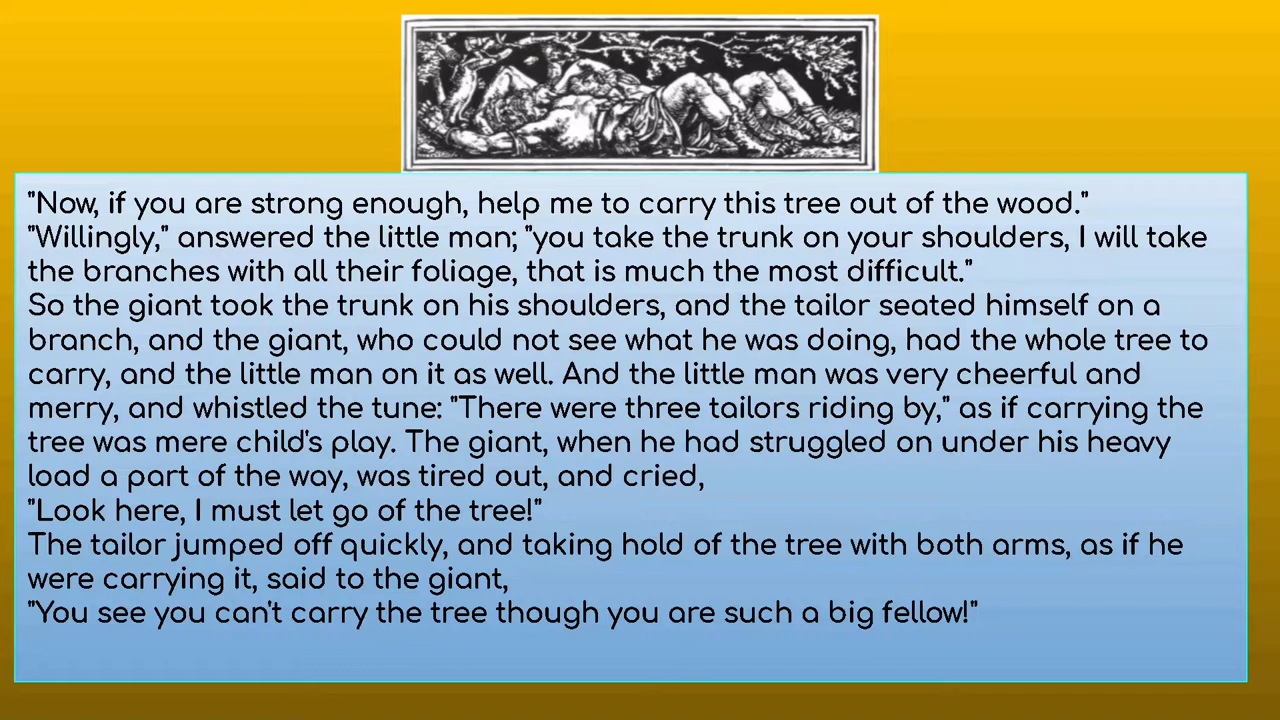 "Now, if you are strong enough, help me to carry this tree out of the wood."
"Willingly," answered the little man; "you take the trunk on your shoulders, I will take
the branches with all their foliage, that is much the most difficult."
So the giant took the trunk on his shoulders, and the tailor seated himself on a
branch, and the giant, who could not see what he was doing, had the whole tree to
carry, and the little man on it as well. And the little man was very cheerful and
merry, and whistled the tune: "There were three tailors riding by," as if carrying the
tree was mere child's play. The giant, when he had struggled on under his heavy
load a part of the way, was tired out, and cried,
"Look here, I must let go of the tree!"
The tailor jumped off quickly, and taking hold of the tree with both arms, as if he
were carrying it, said to the giant,
"You see you can't carry the tree though you are such a big fellow!"